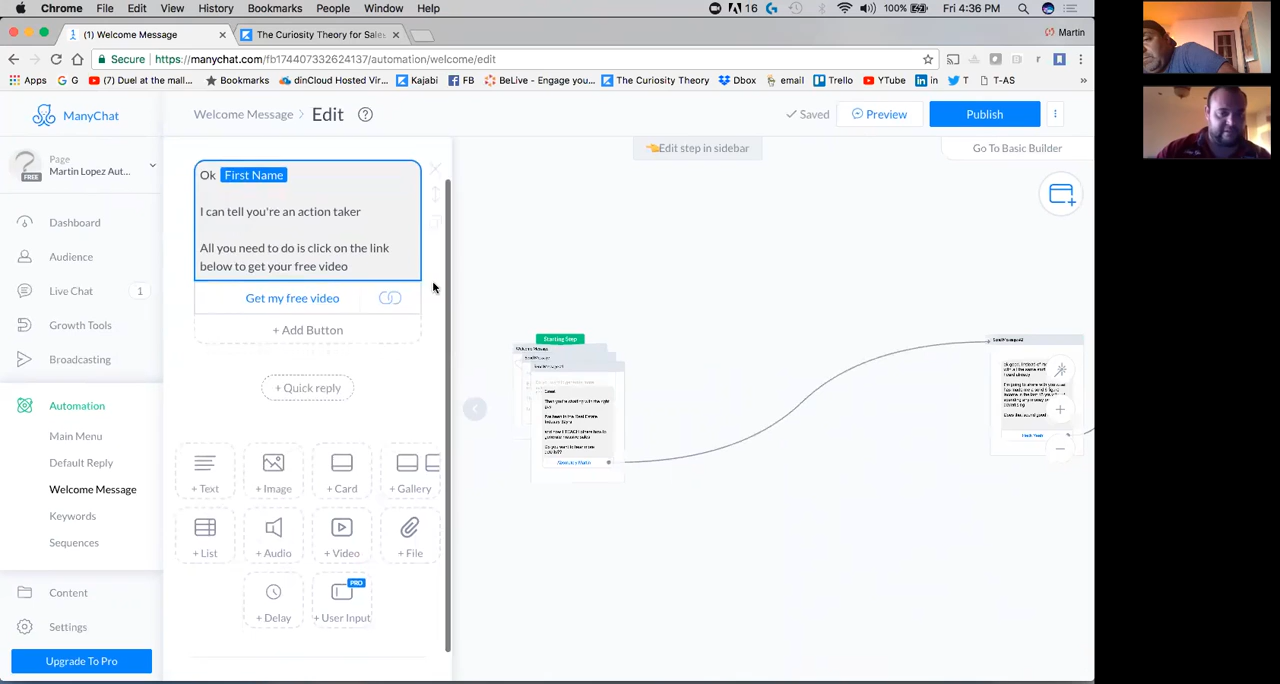 Chrome File Edit View History Bookmarks People Window Help
16 100% Fri 4:36 PM
(1) Welcome Message
The Curiosity Theory for Sales
Martin
Secure https://manychat.com/fb174407332624137/automation/welcome/edit
Apps G G (7) Duel at the mall... Bookmarks dinCloud Hosted Vir... Kajabi FB BeLive - Engage you... The Curiosity Theory Dbox email Trello YTube in T T-AS »
ManyChat
Welcome Message > Edit ?
Saved
Preview
Publish
Page
Martin Lopez Aut...
FREE
Edit step in sidebar
Go To Basic Builder
Ok First Name
I can tell you're an action taker
All you need to do is click on the link
below to get your free video
Get my free video
+ Add Button
+ Quick reply
+ Text
+ Image
+ Card
+ Gallery
+ List
+ Audio
+ Video
+ File
+ Delay
PRO
+ User Input
Dashboard
Audience
Live Chat 1
Growth Tools
Broadcasting
Automation
Main Menu
Default Reply
Welcome Message
Keywords
Sequences
Content
Settings
Upgrade To Pro
Starting Step
Welcome Message